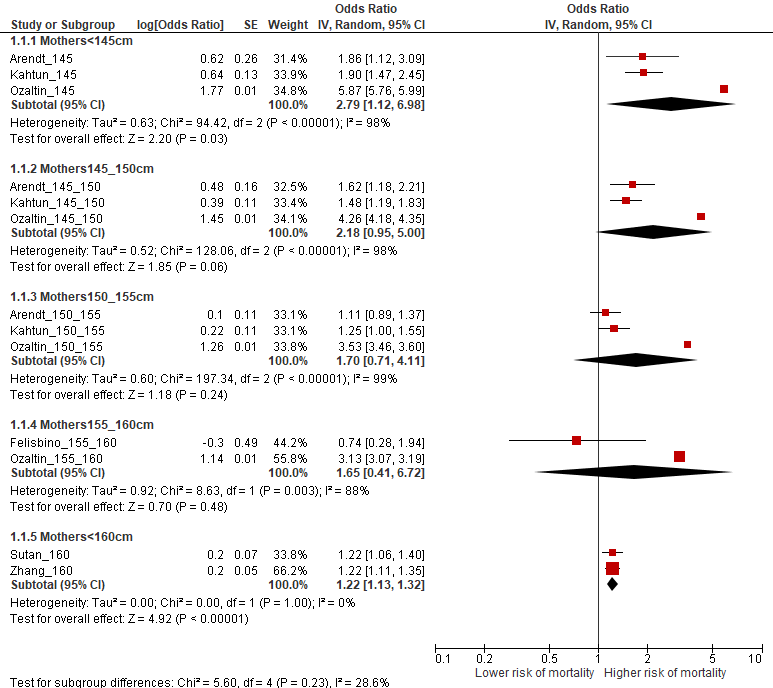 Odds Ratio Odds Ratio
Study or Subgroup log[Odds Ratio] SE Weight IV, Random, 95% CI IV, Random, 95% CI
1.1.1 Mothers<145cm
Arendt_145 0.62 0.26 31.4% 1.86 [1.12, 3.09]
Kahtun_145 0.64 0.13 33.9% 1.90 [1.47, 2.45]
Ozaltin_145 1.77 0.01 34.8% 5.87 [5.76, 5.99]
Subtotal (95% CI) 100.0% 2.79 [1.12, 6.98]
Heterogeneity: Tau² = 0.63; Chi² = 94.42, df = 2 (P < 0.00001); I² = 98%
Test for overall effect: Z = 2.20 (P = 0.03)
1.1.2 Mothers145_150cm
Arendt_145_150 0.48 0.16 32.5% 1.62 [1.18, 2.21]
Kahtun_145_150 0.39 0.11 33.4% 1.48 [1.19, 1.83]
Ozaltin_145_150 1.45 0.01 34.1% 4.26 [4.18, 4.35]
Subtotal (95% CI) 100.0% 2.18 [0.95, 5.00]
Heterogeneity: Tau² = 0.52; Chi² = 128.06, df = 2 (P < 0.00001); I² = 98%
Test for overall effect: Z = 1.85 (P = 0.06)
1.1.3 Mothers150_155cm
Arendt_150_155 0.1 0.11 33.1% 1.11 [0.89, 1.37]
Kahtun_150_155 0.22 0.11 33.1% 1.25 [1.00, 1.55]
Ozaltin_150_155 1.26 0.01 33.8% 3.53 [3.46, 3.60]
Subtotal (95% CI) 100.0% 1.70 [0.71, 4.11]
Heterogeneity: Tau² = 0.60; Chi² = 197.34, df = 2 (P < 0.00001); I² = 99%
Test for overall effect: Z = 1.18 (P = 0.24)
1.1.4 Mothers155_160cm
Felisbino_155_160 -0.3 0.49 44.2% 0.74 [0.28, 1.94]
Ozaltin_155_160 1.14 0.01 55.8% 3.13 [3.07, 3.19]
Subtotal (95% CI) 100.0% 1.65 [0.41, 6.72]
Heterogeneity: Tau² = 0.92; Chi² = 8.63, df = 1 (P = 0.003); I² = 88%
Test for overall effect: Z = 0.70 (P = 0.48)
1.1.5 Mothers<160cm
Sutan_160 0.2 0.07 33.8% 1.22 [1.06, 1.40]
Zhang_160 0.2 0.05 66.2% 1.22 [1.11, 1.35]
Subtotal (95% CI) 100.0% 1.22 [1.13, 1.32]
Heterogeneity: Tau² = 0.00; Chi² = 0.00, df = 1 (P = 1.00); I² = 0%
Test for overall effect: Z = 4.92 (P < 0.00001)
0.1 0.2 0.5 1 2 5 10
Lower risk of mortality Higher risk of mortality
Test for subgroup differences: Chi² = 5.60, df = 4 (P = 0.23), I² = 28.6%